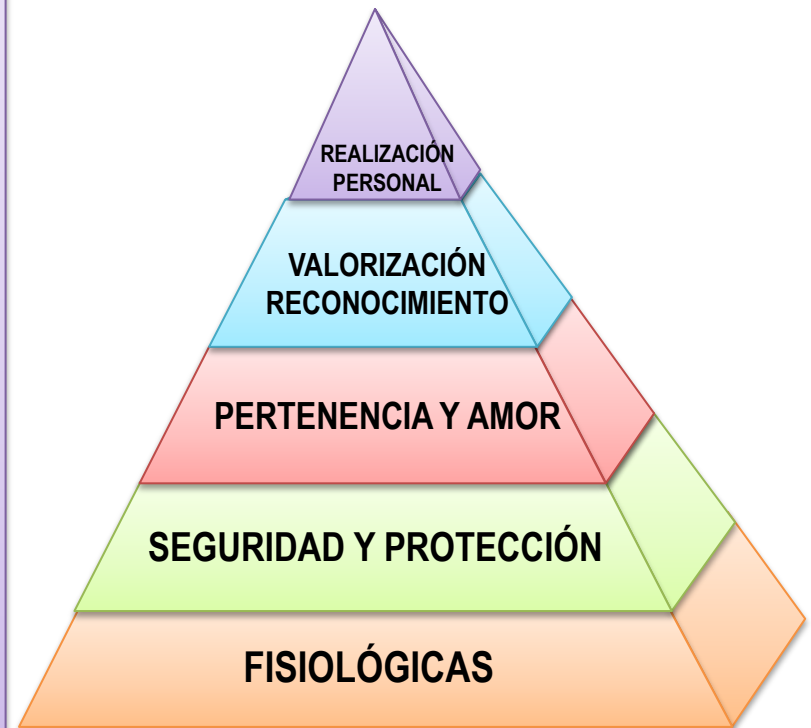 REALIZACIÓN
PERSONAL
VALORIZACIÓN
RECONOCIMIENTO
PERTENENCIA Y AMOR
SEGURIDAD Y PROTECCIÓN
FISIOLÓGICAS